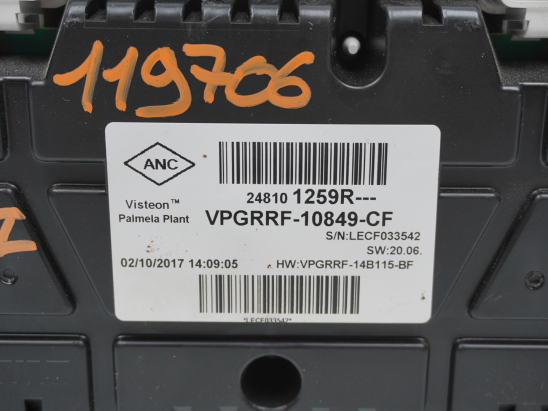 119706
ANC
24810 1259R---
Visteon™
Palmela Plant
VPGRRF-10849-CF
S/N:LECF033542
SW:20.06.
02/10/2017 14:09:05
HW:VPGRRF-14B115-BF
*LECF033542*